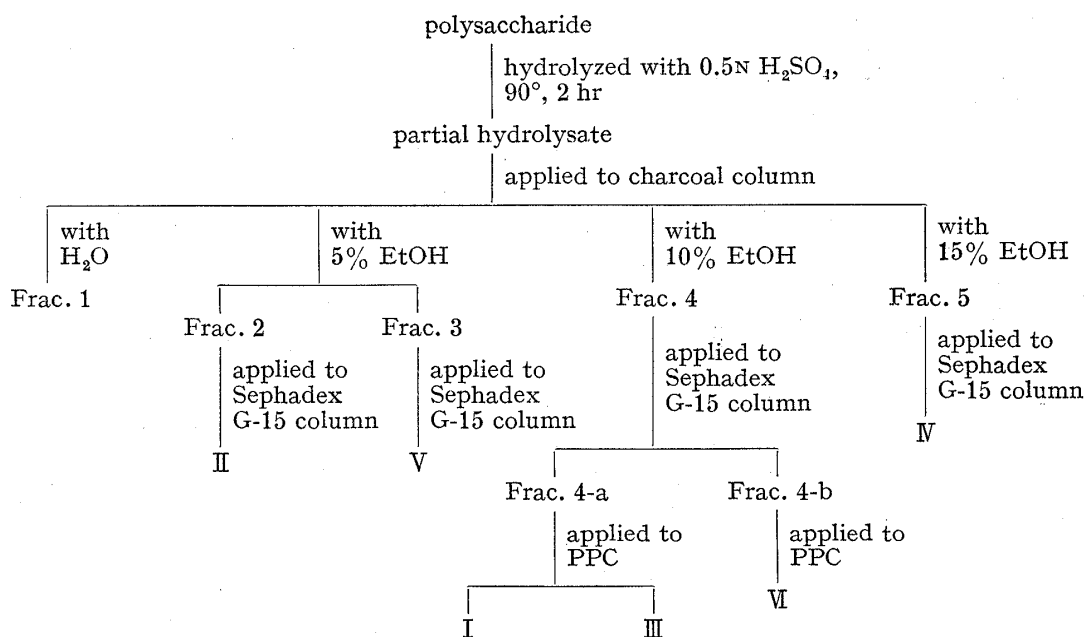 polysaccharide
hydrolyzed with 0.5N H₂SO₄,
90°, 2 hr
partial hydrolysate
applied to charcoal column
with
H₂O
with
5% EtOH
with
10% EtOH
with
15% EtOH
Frac. 1
Frac. 4
Frac. 5
Frac. 2
Frac. 3
applied to
Sephadex
G-15 column
applied to
Sephadex
G-15 column
applied to
Sephadex
G-15 column
applied to
Sephadex
G-15 column
II
V
IV
Frac. 4-a
Frac. 4-b
applied to
PPC
applied to
PPC
VI
I
III